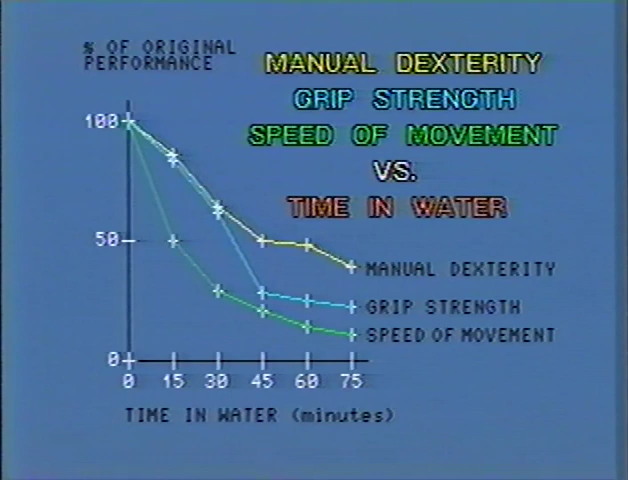 % OF ORIGINAL
PERFORMANCE
MANUAL DEXTERITY
GRIP STRENGTH
SPEED OF MOVEMENT
VS.
TIME IN WATER
100
50
0
MANUAL DEXTERITY
GRIP STRENGTH
SPEED OF MOVEMENT
0 15 30 45 60 75
TIME IN WATER (minutes)